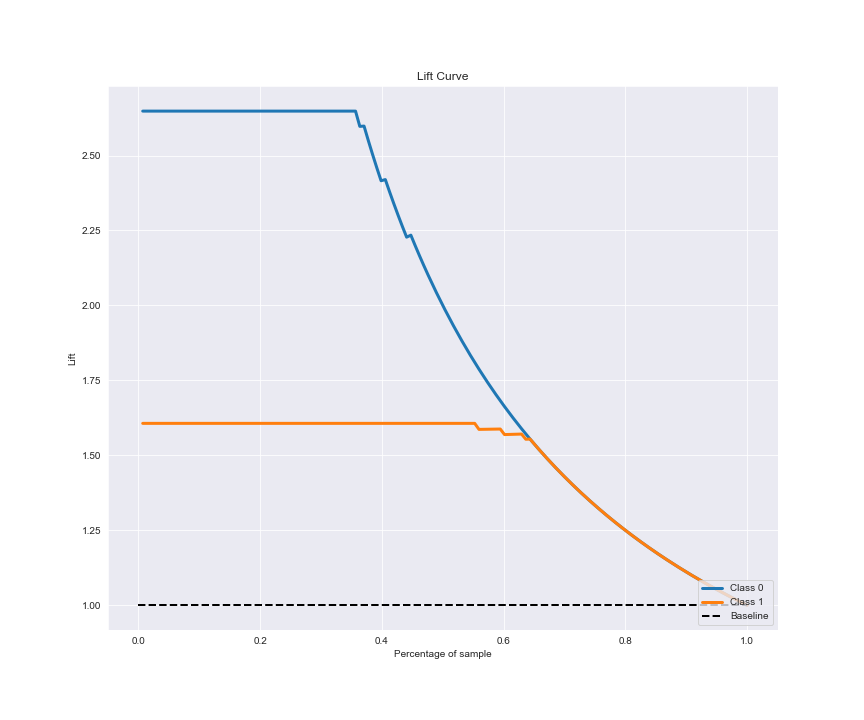 Lift Curve
Lift
2.50
2.25
2.00
1.75
1.50
1.25
1.00
0.0 0.2 0.4 0.6 0.8 1.0
Percentage of sample
Class 0
Class 1
Baseline